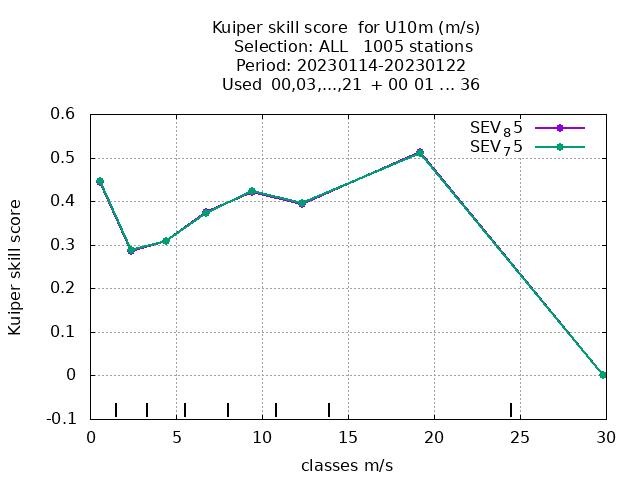 Kuiper skill score for U10m (m/s)
Selection: ALL 1005 stations
Period: 20230114-20230122
Used 00,03,...,21 + 00 01 ... 36
SEV₈5
SEV₇5
0.6
0.5
0.4
0.3
0.2
0.1
0
-0.1
Kuiper skill score
0 5 10 15 20 25 30
classes m/s